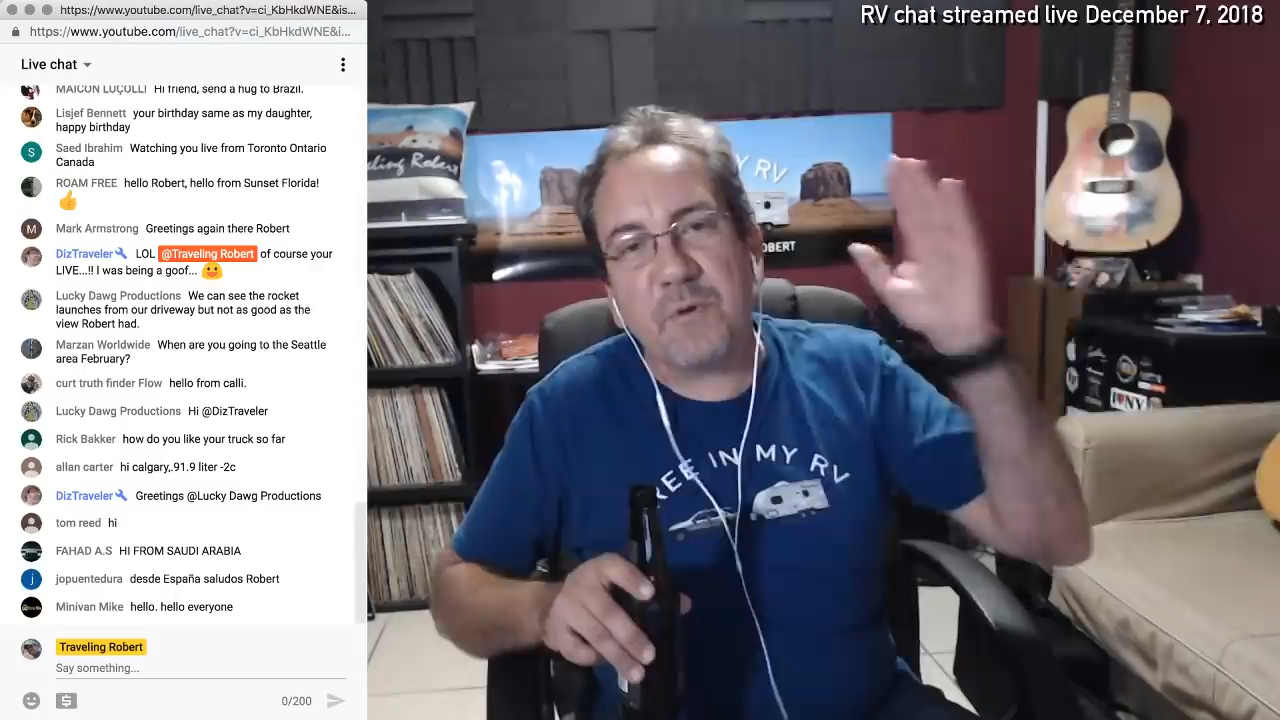 https://www.youtube.com/live_chat?v=ci_KbHkdWNE&is...
https://www.youtube.com/live_chat?v=ci_KbHkdWNE&i...
RV chat streamed live December 7, 2018
Live chat
MAICON LUÇOLLI Hi friend, send a hug to Brazil.
Lisjef Bennett your birthday same as my daughter,
happy birthday
S Saed Ibrahim Watching you live from Toronto Ontario
Canada
ROAM FREE hello Robert, hello from Sunset Florida!
M Mark Armstrong Greetings again there Robert
DizTraveler LOL @Traveling Robert of course your
LIVE...!! I was being a goof...
Lucky Dawg Productions We can see the rocket
launches from our driveway but not as good as the
view Robert had.
Marzan Worldwide When are you going to the Seattle
area February?
curt truth finder Flow hello from calli.
Lucky Dawg Productions Hi @DizTraveler
Rick Bakker how do you like your truck so far
allan carter hi calgary,.91.9 liter -2c
DizTraveler Greetings @Lucky Dawg Productions
tom reed hi
FAHAD A.S HI FROM SAUDI ARABIA
j jopuentedura desde España saludos Robert
Minivan Mike hello. hello everyone
Traveling Robert
Say something...
0/200
eling Robert
MY RV
OBERT
REE IN MY RV
I NY